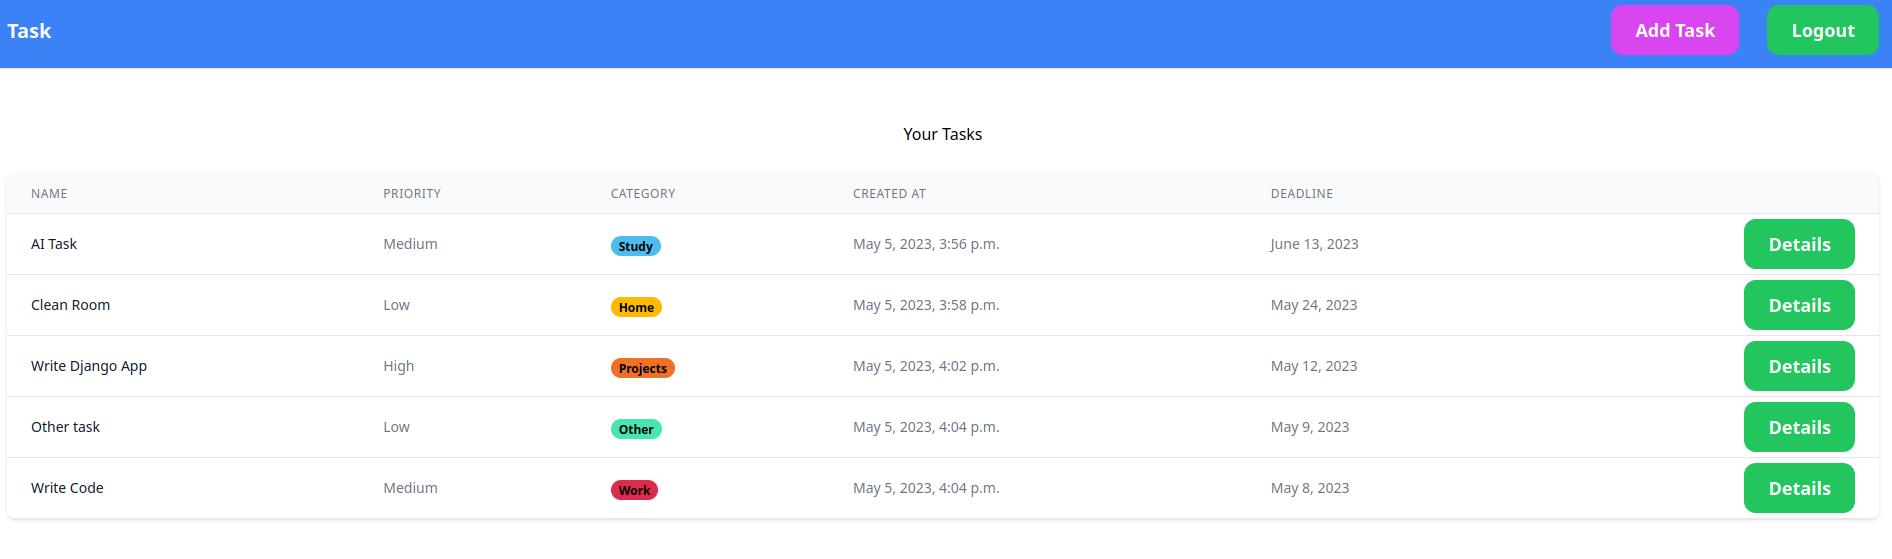 Task Add Task Logout
Your Tasks
NAME PRIORITY CATEGORY CREATED AT DEADLINE
AI Task Medium Study May 5, 2023, 3:56 p.m. June 13, 2023 Details
Clean Room Low Home May 5, 2023, 3:58 p.m. May 24, 2023 Details
Write Django App High Projects May 5, 2023, 4:02 p.m. May 12, 2023 Details
Other task Low Other May 5, 2023, 4:04 p.m. May 9, 2023 Details
Write Code Medium Work May 5, 2023, 4:04 p.m. May 8, 2023 Details